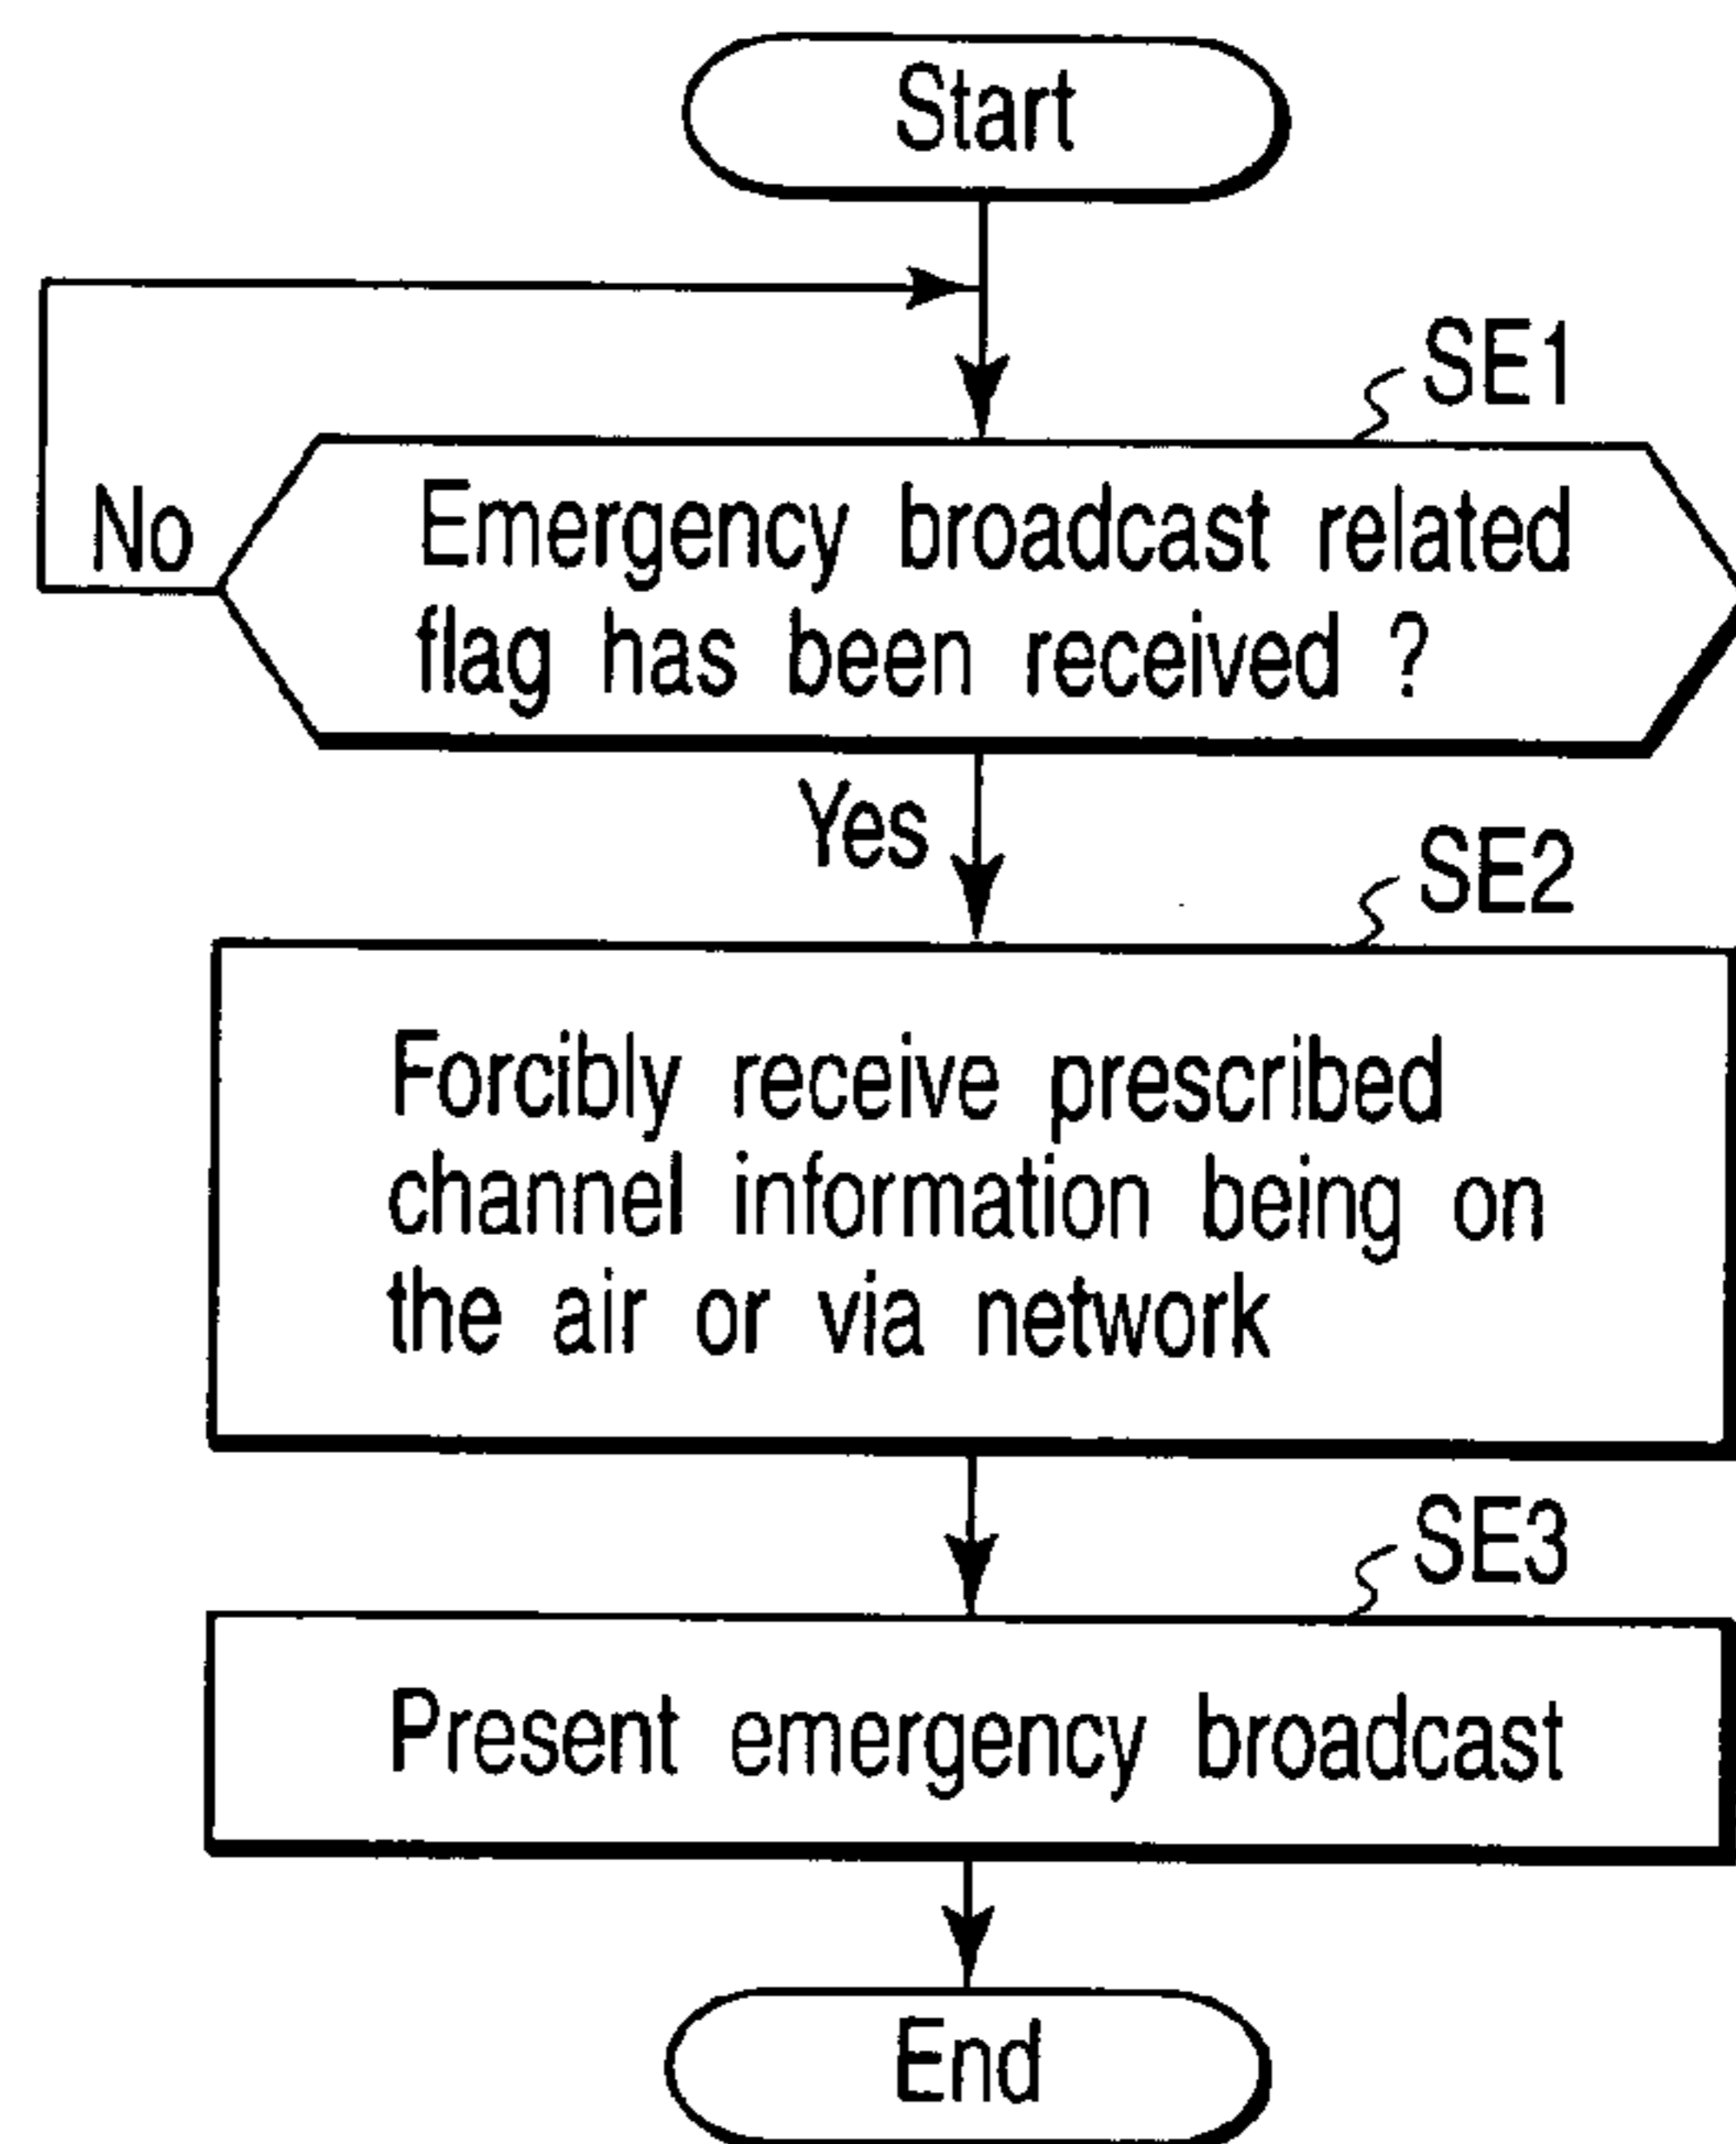 Start
SE1
No
Emergency broadcast related
flag has been received ?
Yes
SE2
Forcibly receive prescribed
channel information being on
the air or via network
SE3
Present emergency broadcast
End